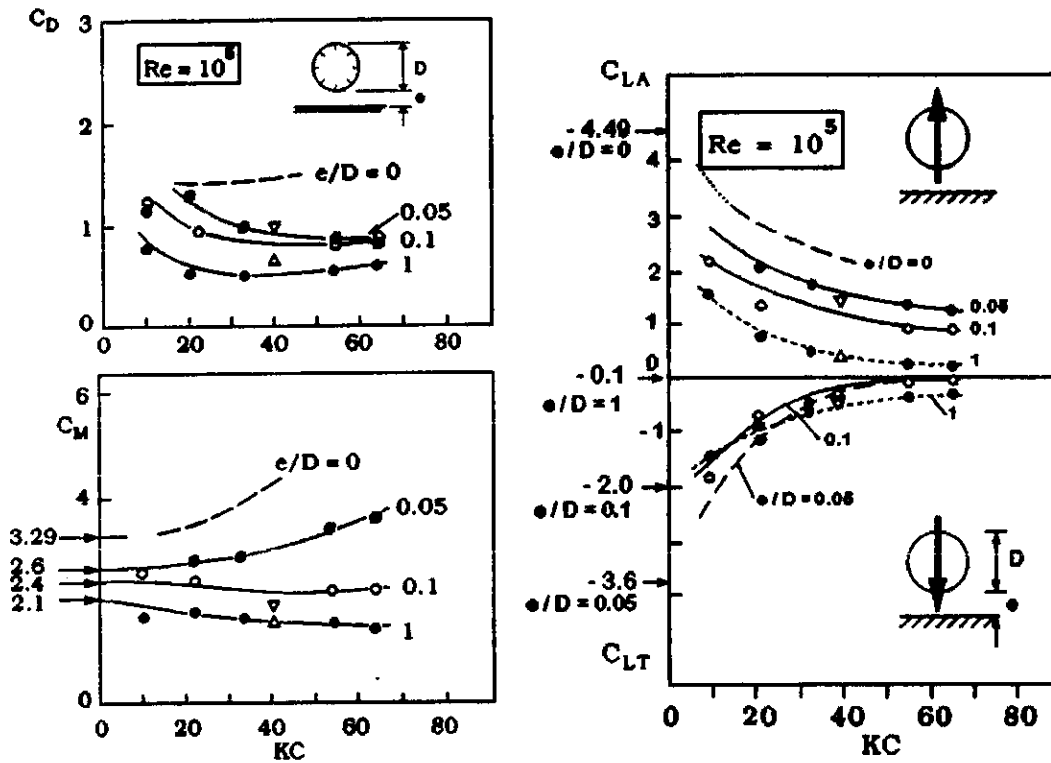 C_D
3
2
1
0
Re = 10^5
D
e
e/D = 0
0.05
0.1
1
0 20 40 60 80
6
C_M
4
3.29
2.6
2.4
2.1
0
e/D = 0
0.05
0.1
1
0 20 40 60 80
KC
C_LA
- 4.49
e/D = 0
4
3
2
1
0
Re = 10^5
e/D = 0
0.05
0.1
1
- 0.1
e/D = 1
-1
1
0.1
e/D = 0.05
- 2.0
e/D = 0.1
- 3.6
e/D = 0.05
D
e
C_LT
0 20 40 60 80
KC